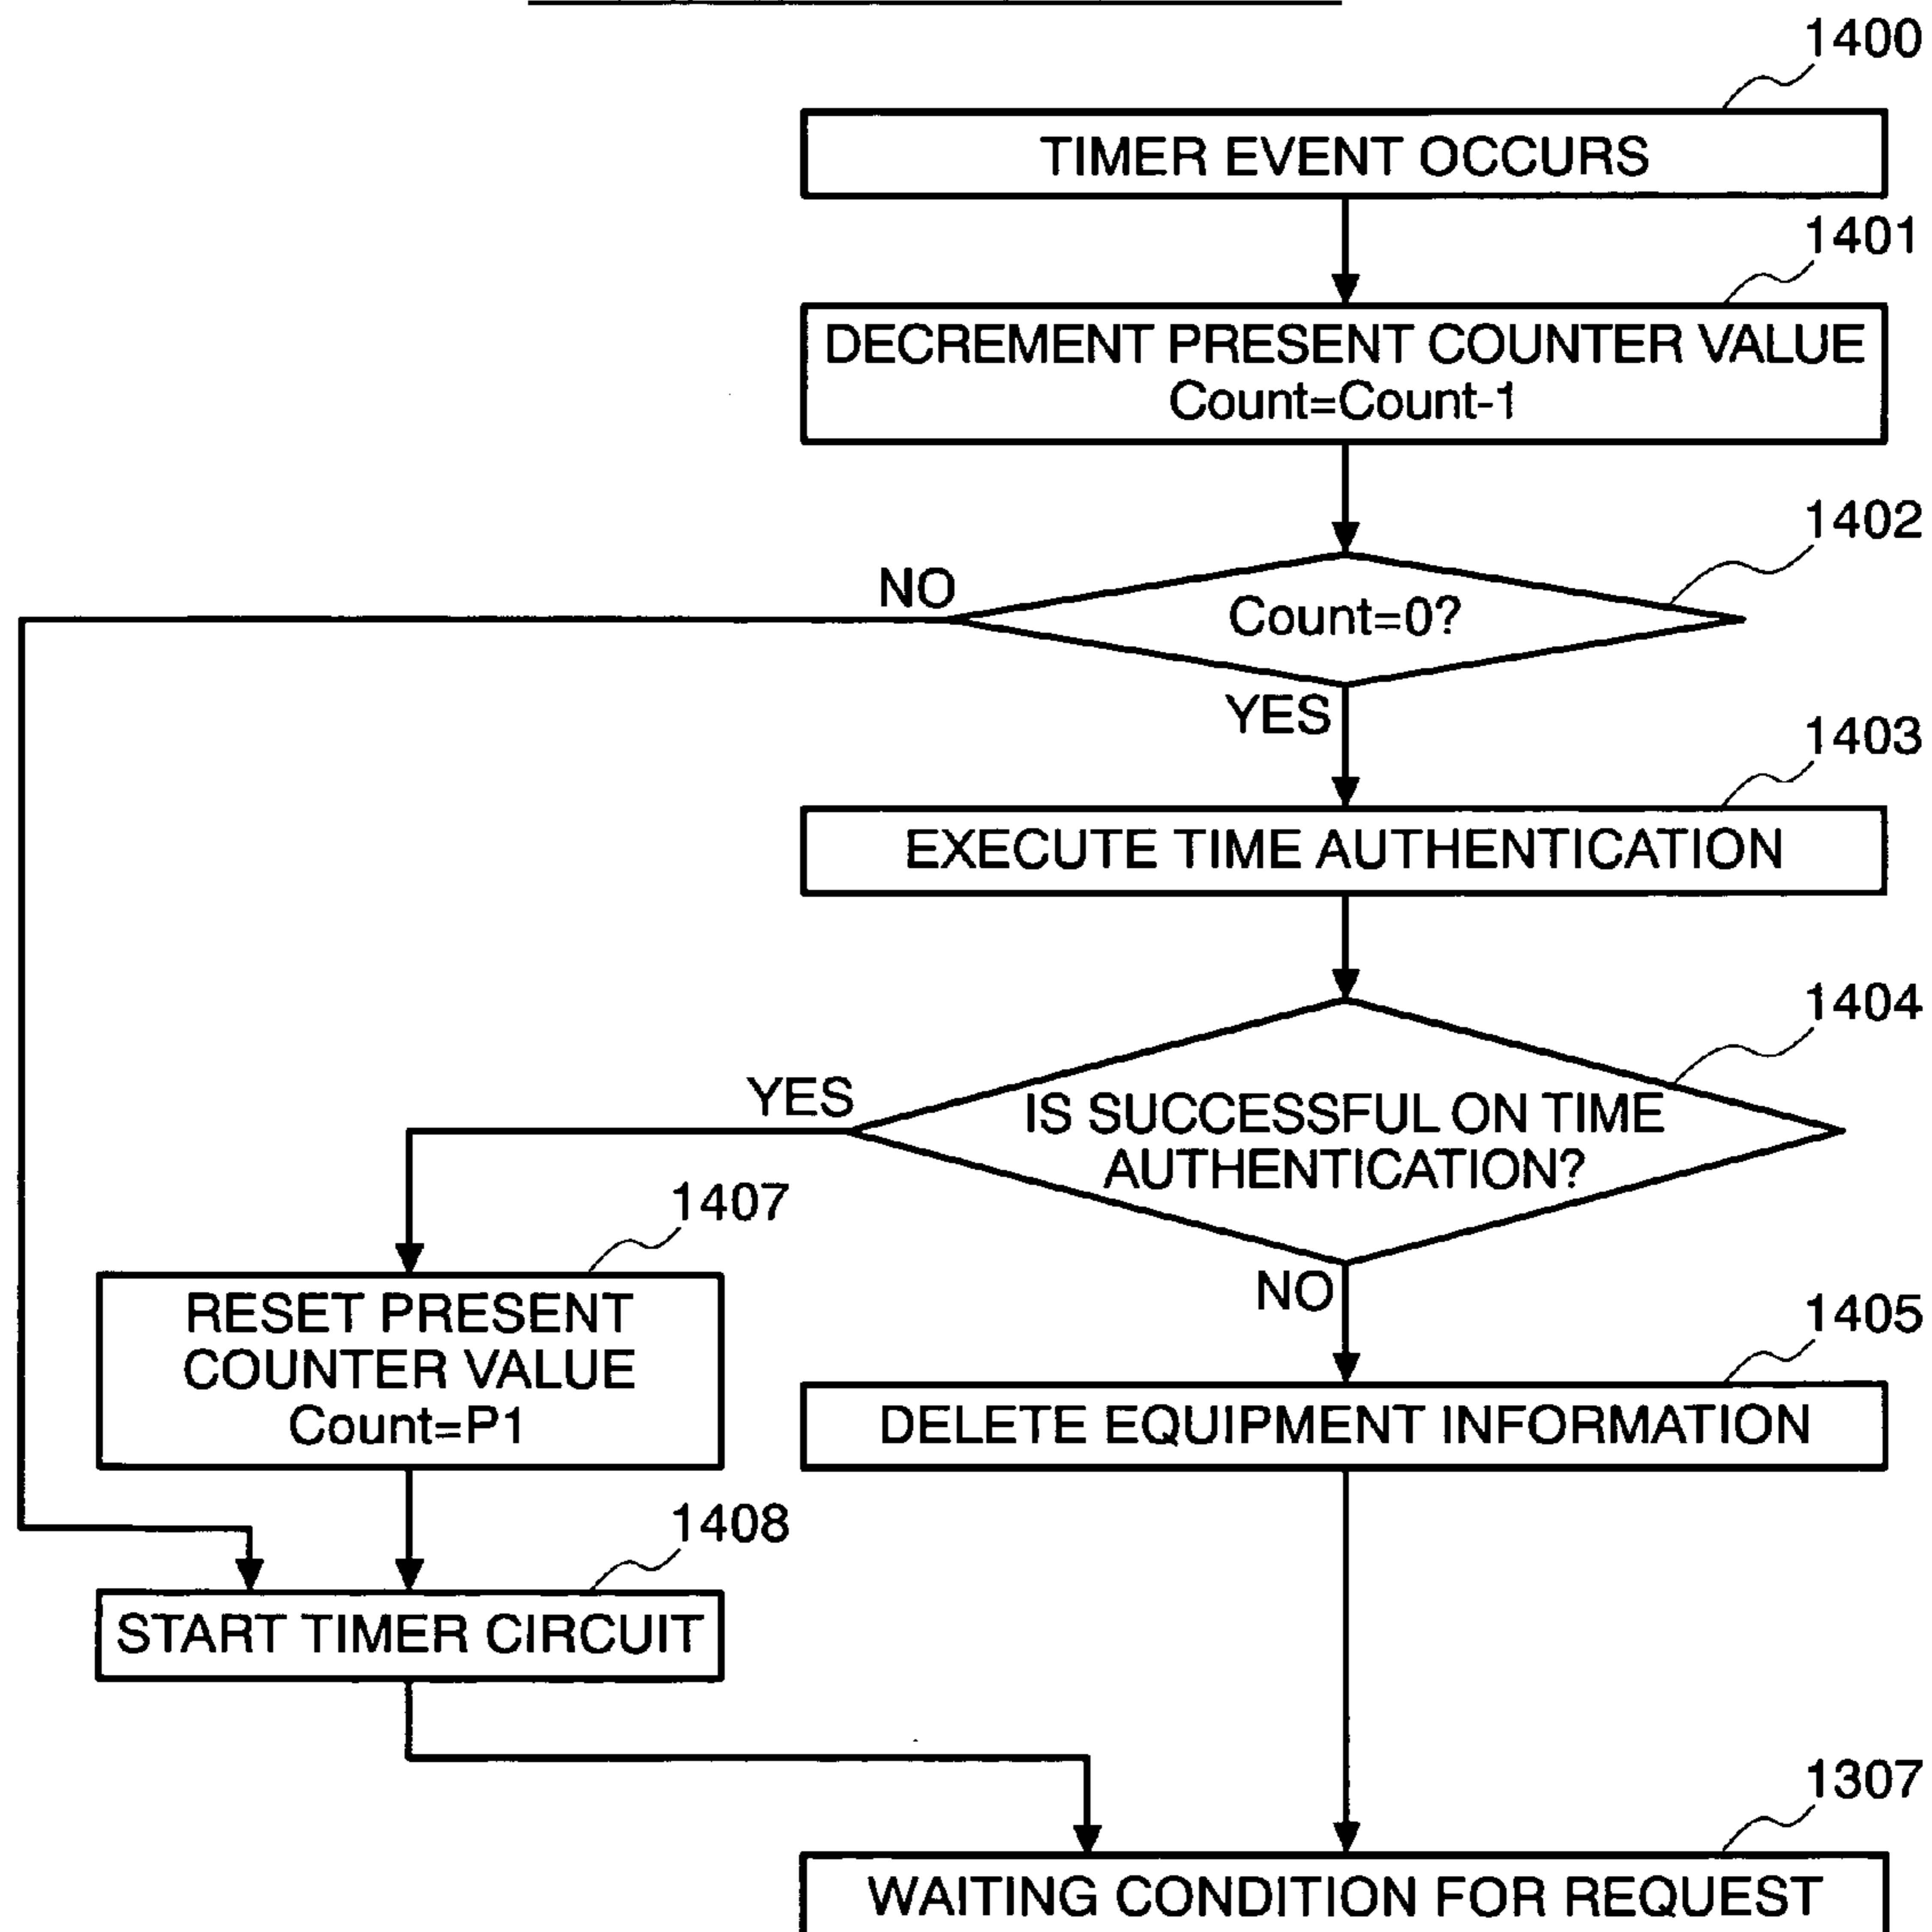 1400
TIMER EVENT OCCURS
1401
DECREMENT PRESENT COUNTER VALUE
Count=Count-1
1402
NO
Count=0?
YES
1403
EXECUTE TIME AUTHENTICATION
1404
YES
IS SUCCESSFUL ON TIME
AUTHENTICATION?
1407
NO
RESET PRESENT
COUNTER VALUE
Count=P1
1405
DELETE EQUIPMENT INFORMATION
1408
START TIMER CIRCUIT
1307
WAITING CONDITION FOR REQUEST